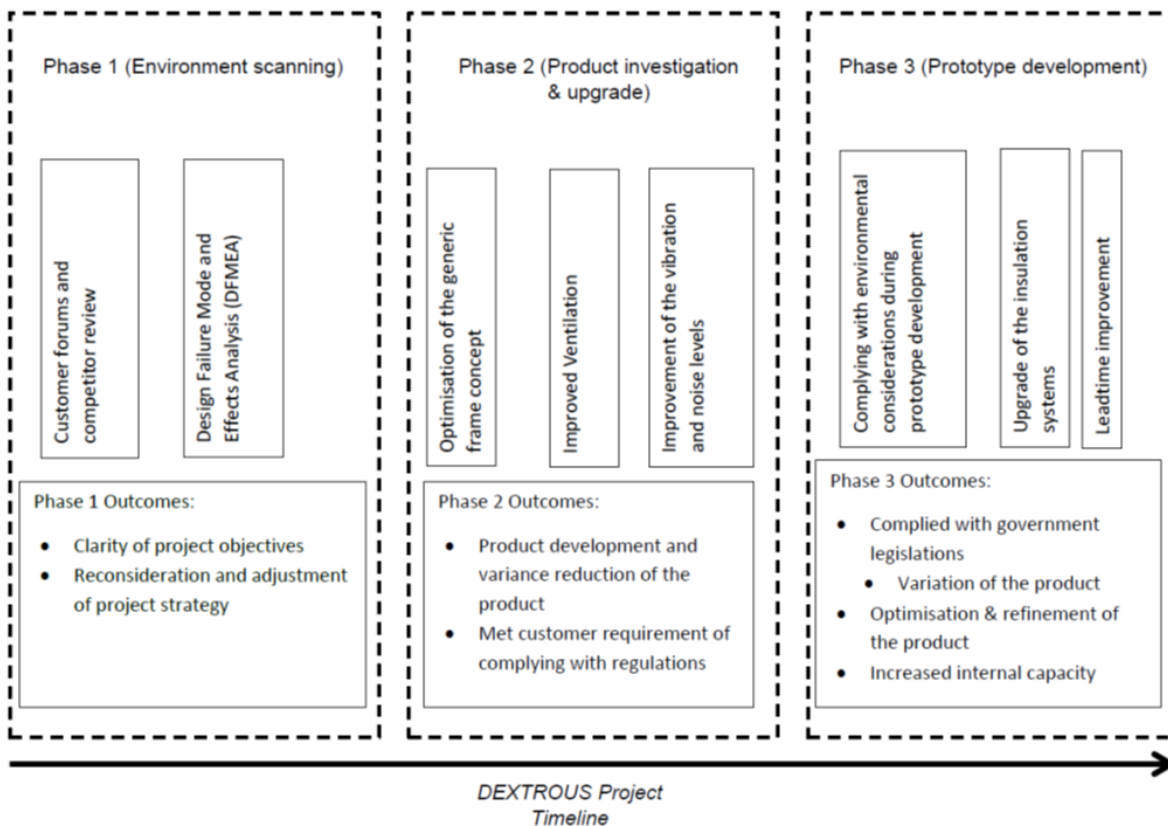 Phase 1 (Environment scanning)
Customer forums and
competitor review
Design Failure Mode and
Effects Analysis (DFMEA)
Phase 1 Outcomes:
• Clarity of project objectives
• Reconsideration and adjustment
of project strategy
Phase 2 (Product investigation
& upgrade)
Optimisation of the generic
frame concept
Improved Ventilation
Improvement of the vibration
and noise levels
Phase 2 Outcomes:
• Product development and
variance reduction of the
product
• Met customer requirement of
complying with regulations
Phase 3 (Prototype development)
Complying with environmental
considerations during
prototype development
Upgrade of the insulation
systems
Leadtime improvement
Phase 3 Outcomes:
• Complied with government
legislations
• Variation of the product
• Optimisation & refinement of
the product
• Increased internal capacity
DEXTROUS Project
Timeline